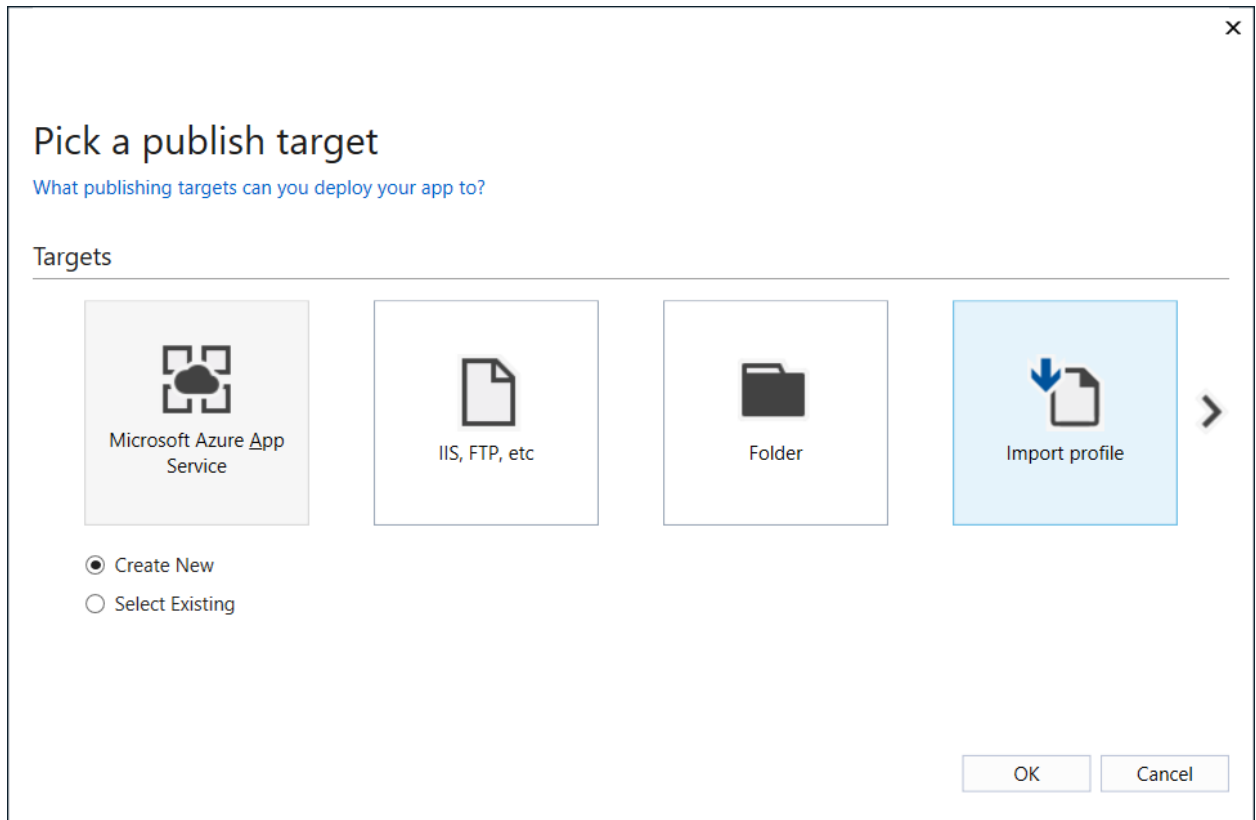 Pick a publish target
What publishing targets can you deploy your app to?
Targets
Microsoft Azure App
Service
IIS, FTP, etc
Folder
Import profile
Create New
Select Existing
OK
Cancel